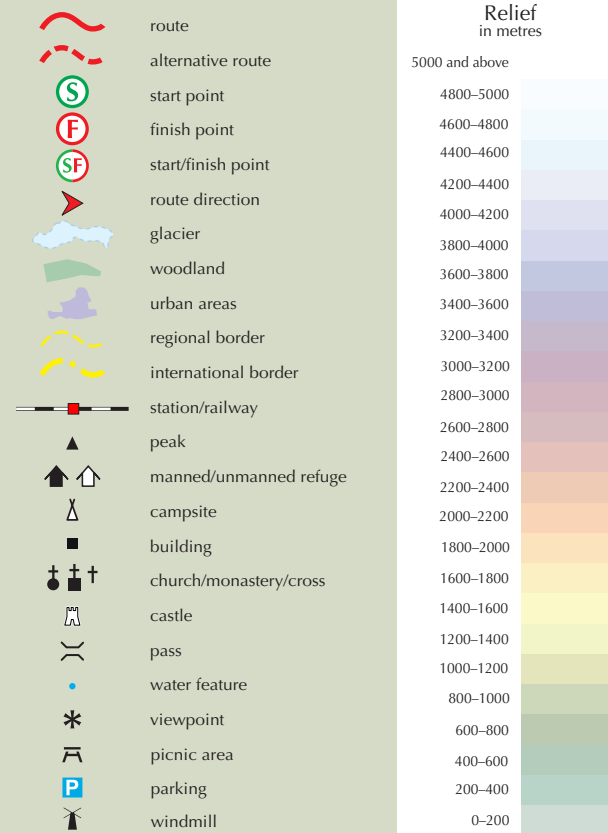 route
alternative route
S
start point
F
finish point
SF
start/finish point
route direction
glacier
woodland
urban areas
regional border
international border
station/railway
peak
manned/unmanned refuge
campsite
building
church/monastery/cross
castle
pass
water feature
viewpoint
picnic area
P
parking
windmill
Relief
in metres
5000 and above
4800–5000
4600–4800
4400–4600
4200–4400
4000–4200
3800–4000
3600–3800
3400–3600
3200–3400
3000–3200
2800–3000
2600–2800
2400–2600
2200–2400
2000–2200
1800–2000
1600–1800
1400–1600
1200–1400
1000–1200
800–1000
600–800
400–600
200–400
0–200